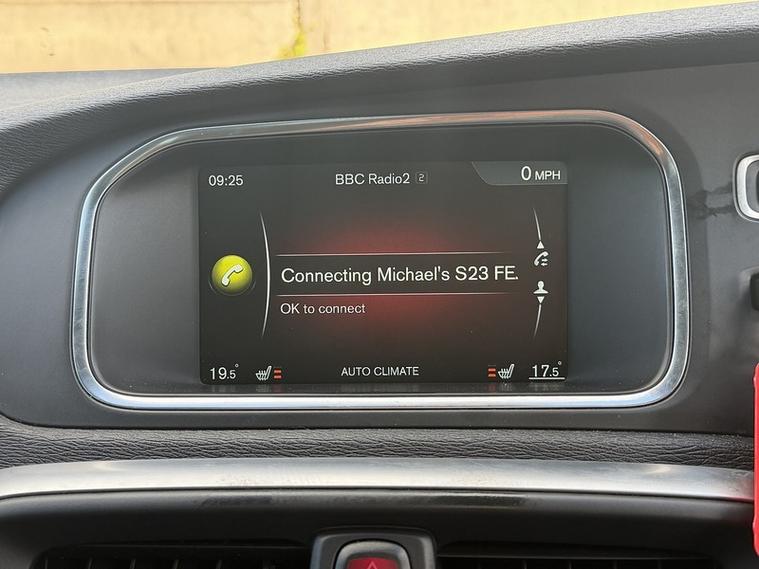 09:25 BBC Radio2 2 0 MPH
Connecting Michael's S23 FE.
OK to connect
19.5° AUTO CLIMATE 17.5°